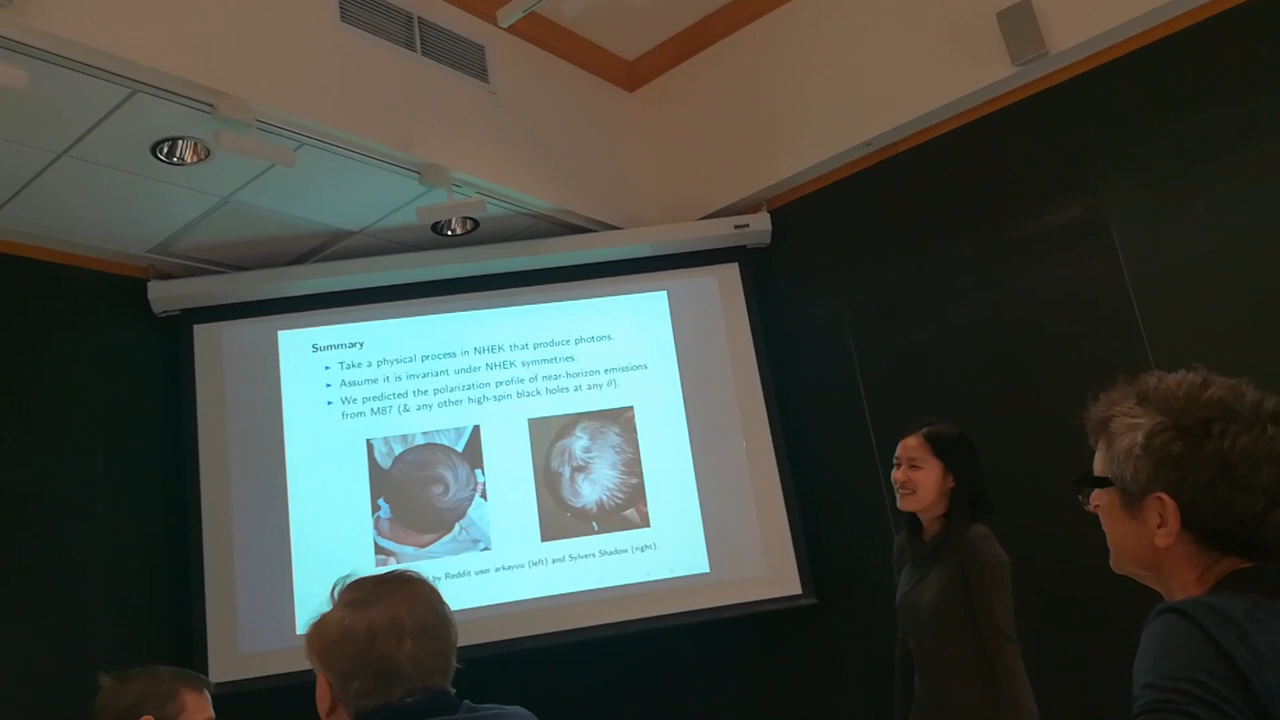 Summary
► Take a physical process in NHEK that produce photons.
► Assume it is invariant under NHEK symmetries.
► We predicted the polarization profile of near-horizon emissions
from M87 (& any other high-spin black holes at any θ).
by Reddit user arkayuu (left) and Sylvers Shadow (right).